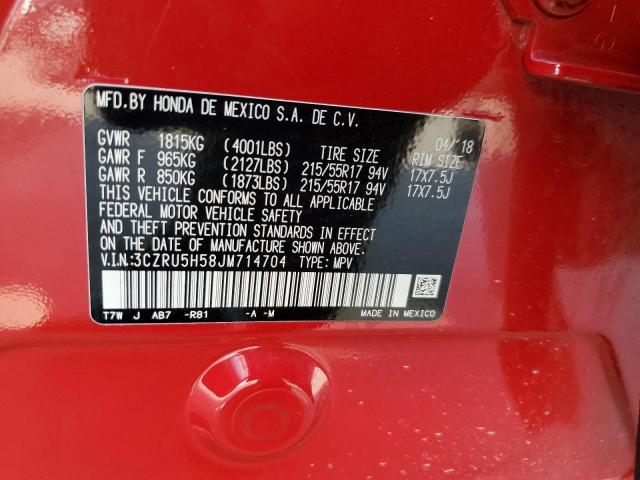 MFD.BY HONDA DE MEXICO S.A. DE C.V.
04/'18
GVWR 1815KG (4001LBS) TIRE SIZE RIM SIZE
GAWR F 965KG (2127LBS) 215/55R17 94V 17X7.5J
GAWR R 850KG (1873LBS) 215/55R17 94V 17X7.5J
THIS VEHICLE CONFORMS TO ALL APPLICABLE
FEDERAL MOTOR VEHICLE SAFETY
AND THEFT PREVENTION STANDARDS IN EFFECT
ON THE DATE OF MANUFACTURE SHOWN ABOVE.
V.I.N:3CZRU5H58JM714704 TYPE: MPV
T7W J AB7 -R81 -A -M MADE IN MEXICO